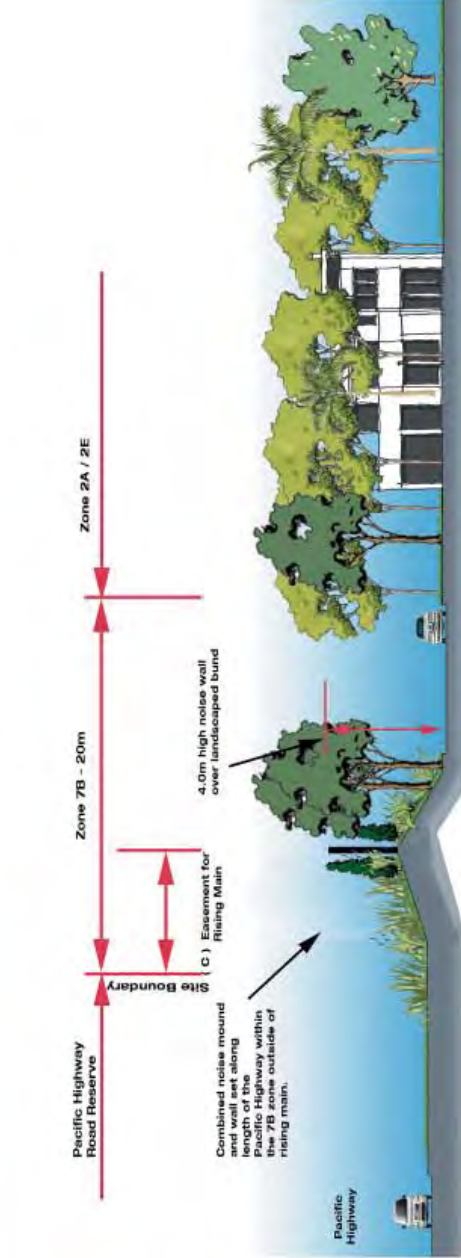 Pacific Highway
Road Reserve
Zone 7B - 20m
Zone 2A / 2E
Site Boundary
( C ) Easement for
Rising Main
4.0m high noise wall
over landscaped bund
Combined noise mound
and wall set along
length of the
Pacific Highway within
the 7B zone outside of
rising main.
Pacific
Highway